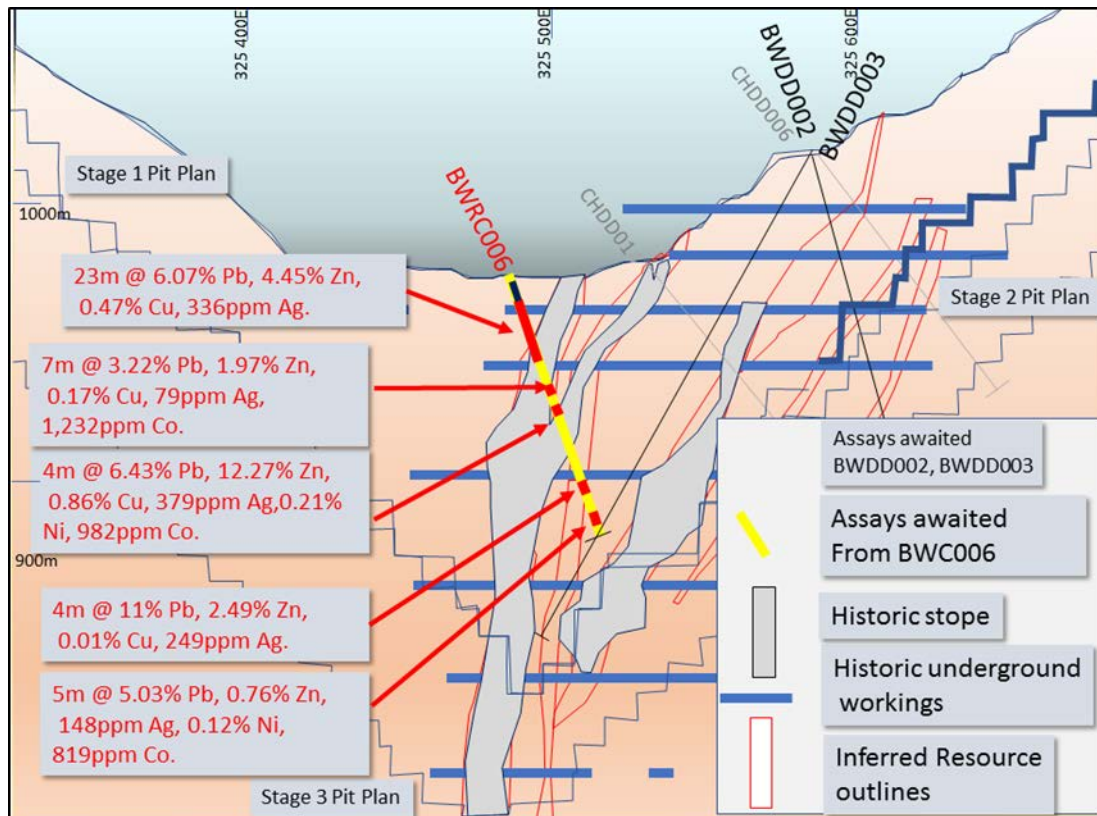 325 400
325 500
325 600
BWDD002
CHDD006
BWDD003
Stage 1 Pit Plan
1000m
BWRC006
CHDD01
23m @ 6.07% Pb, 4.45% Zn,
0.47% Cu, 336ppm Ag.
Stage 2 Pit Plan
7m @ 3.22% Pb, 1.97% Zn,
0.17% Cu, 79ppm Ag,
1,232ppm Co.
4m @ 6.43% Pb, 12.27% Zn,
0.86% Cu, 379ppm Ag,0.21%
Ni, 982ppm Co.
900m
4m @ 11% Pb, 2.49% Zn,
0.01% Cu, 249ppm Ag.
5m @ 5.03% Pb, 0.76% Zn,
148ppm Ag, 0.12% Ni,
819ppm Co.
Stage 3 Pit Plan
Assays awaited
BWDD002, BWDD003
Assays awaited
From BWC006
Historic stope
Historic underground
workings
Inferred Resource
outlines